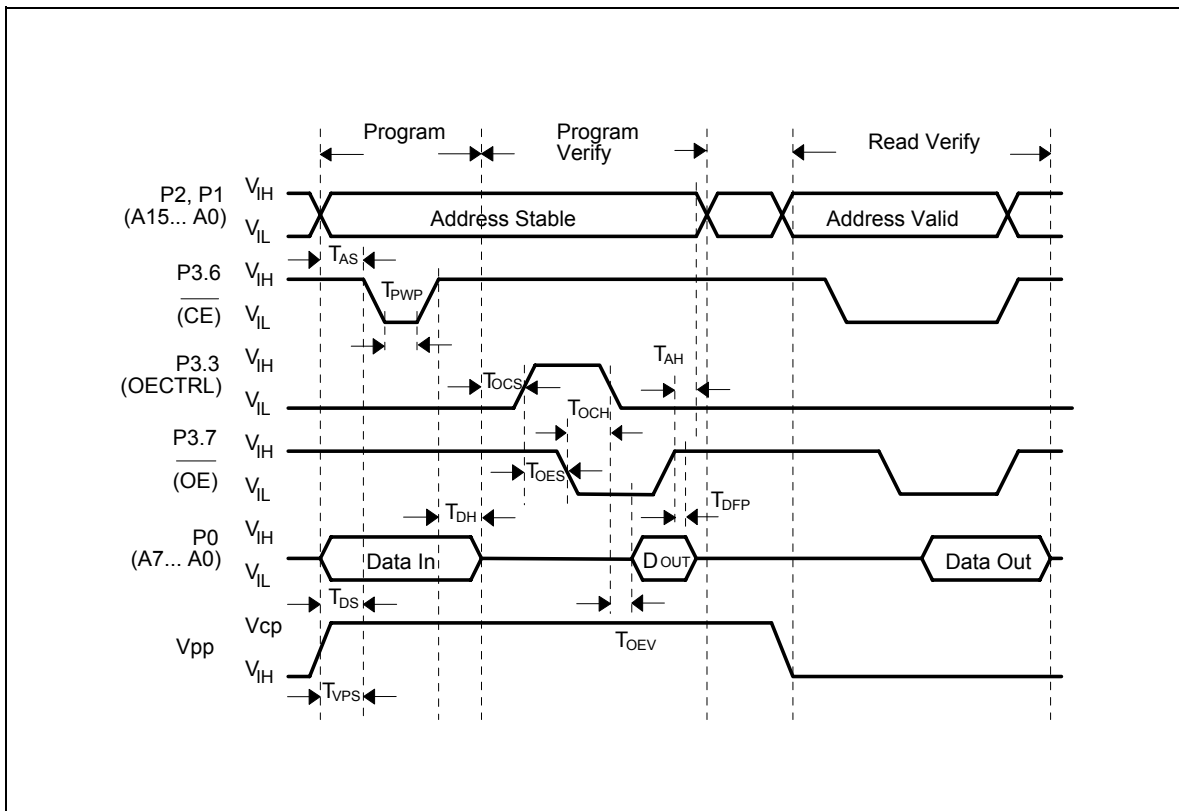 Program
Program
Verify
Read Verify
P2, P1
(A15... A0)
VIH
VIL
Address Stable
Address Valid
TAS
P3.6
(CE)
VIH
VIL
TPWP
P3.3
(OECTRL)
VIH
VIL
TOCS
TAH
TOCH
P3.7
(OE)
VIH
VIL
TOES
TDFP
TDH
P0
(A7... A0)
VIH
VIL
Data In
DOUT
Data Out
TDS
Vpp
Vcp
VIH
TOEV
TVPS